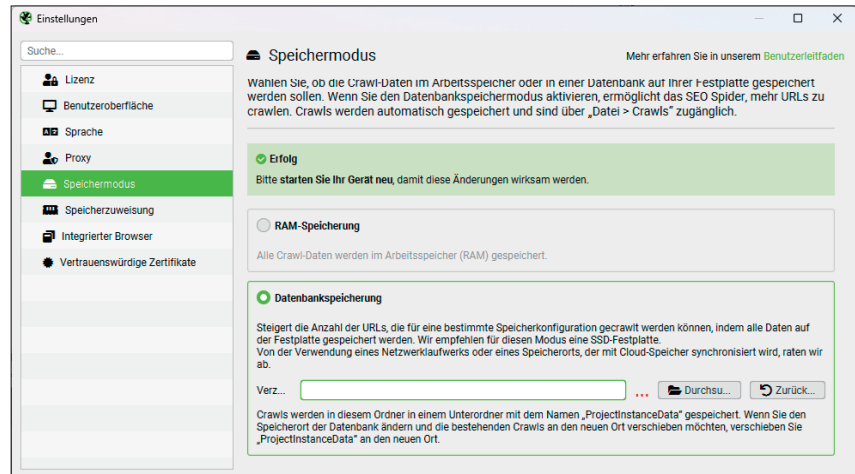 Einstellungen
Suche...
Lizenz
Benutzeroberfläche
Sprache
Proxy
Speichermodus
Speicherzuweisung
Integrierter Browser
Vertrauenswürdige Zertifikate
Speichermodus
Mehr erfahren Sie in unserem Benutzerleitfaden
Wählen Sie, ob die Crawl-Daten im Arbeitsspeicher oder in einer Datenbank auf Ihrer Festplatte gespeichert
werden sollen. Wenn Sie den Datenbankspeichermodus aktivieren, ermöglicht das SEO Spider, mehr URLs zu
crawlen. Crawls werden automatisch gespeichert und sind über „Datei > Crawls“ zugänglich.
Erfolg
Bitte starten Sie Ihr Gerät neu, damit diese Änderungen wirksam werden.
RAM-Speicherung
Alle Crawl-Daten werden im Arbeitsspeicher (RAM) gespeichert.
Datenbankspeicherung
Steigert die Anzahl der URLs, die für eine bestimmte Speicherkonfiguration gecrawlt werden können, indem alle Daten auf
der Festplatte gespeichert werden. Wir empfehlen für diesen Modus eine SSD-Festplatte.
Von der Verwendung eines Netzwerklaufwerks oder eines Speicherorts, der mit Cloud-Speicher synchronisiert wird, raten wir
ab.
Verz... ... Durchsu... Zurück...
Crawls werden in diesem Ordner in einem Unterordner mit dem Namen „ProjectInstanceData“ gespeichert. Wenn Sie den
Speicherort der Datenbank ändern und die bestehenden Crawls an den neuen Ort verschieben möchten, verschieben Sie
„ProjectInstanceData“ an den neuen Ort.